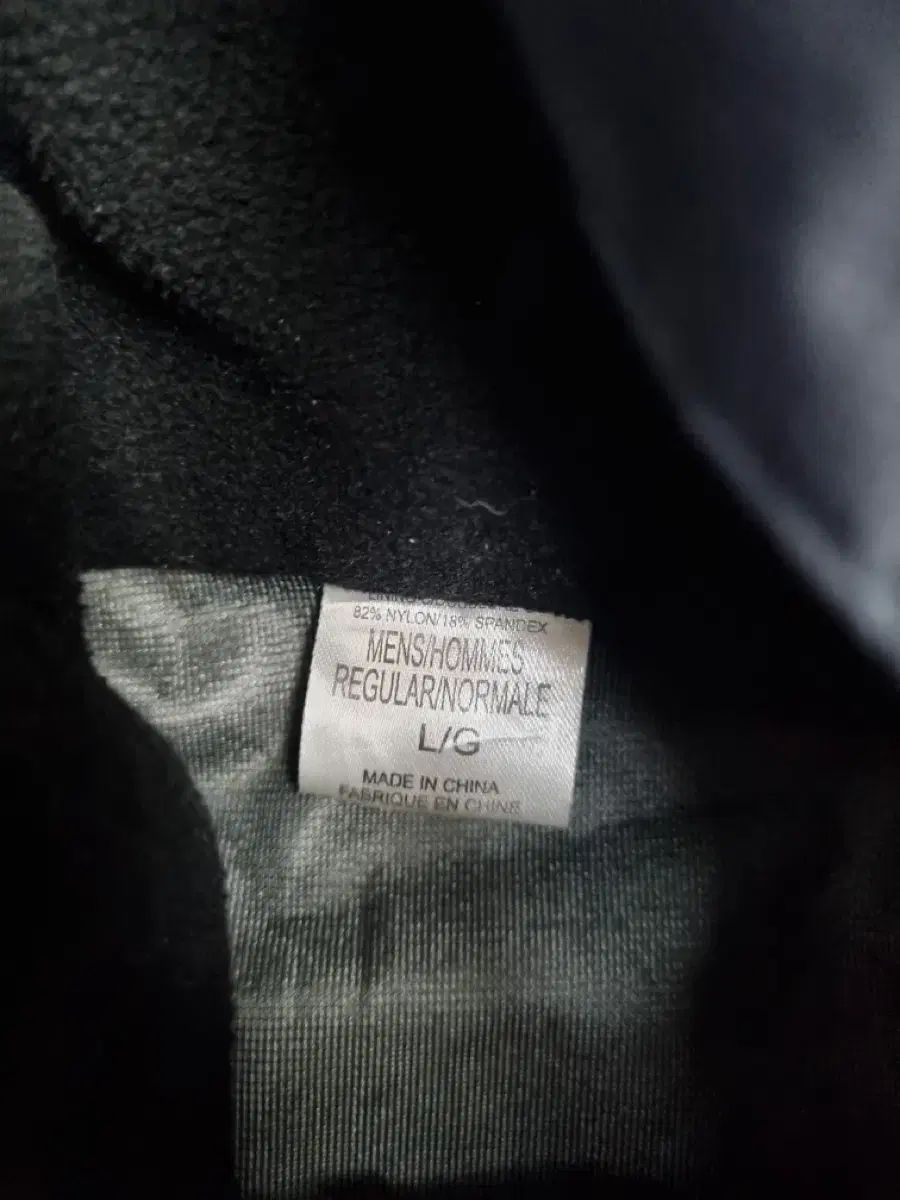 82% NYLON/18% SPANDEX
MENS/HOMMES
REGULAR/NORMALE
L/G
MADE IN CHINA
FABRIQUE EN CHINE